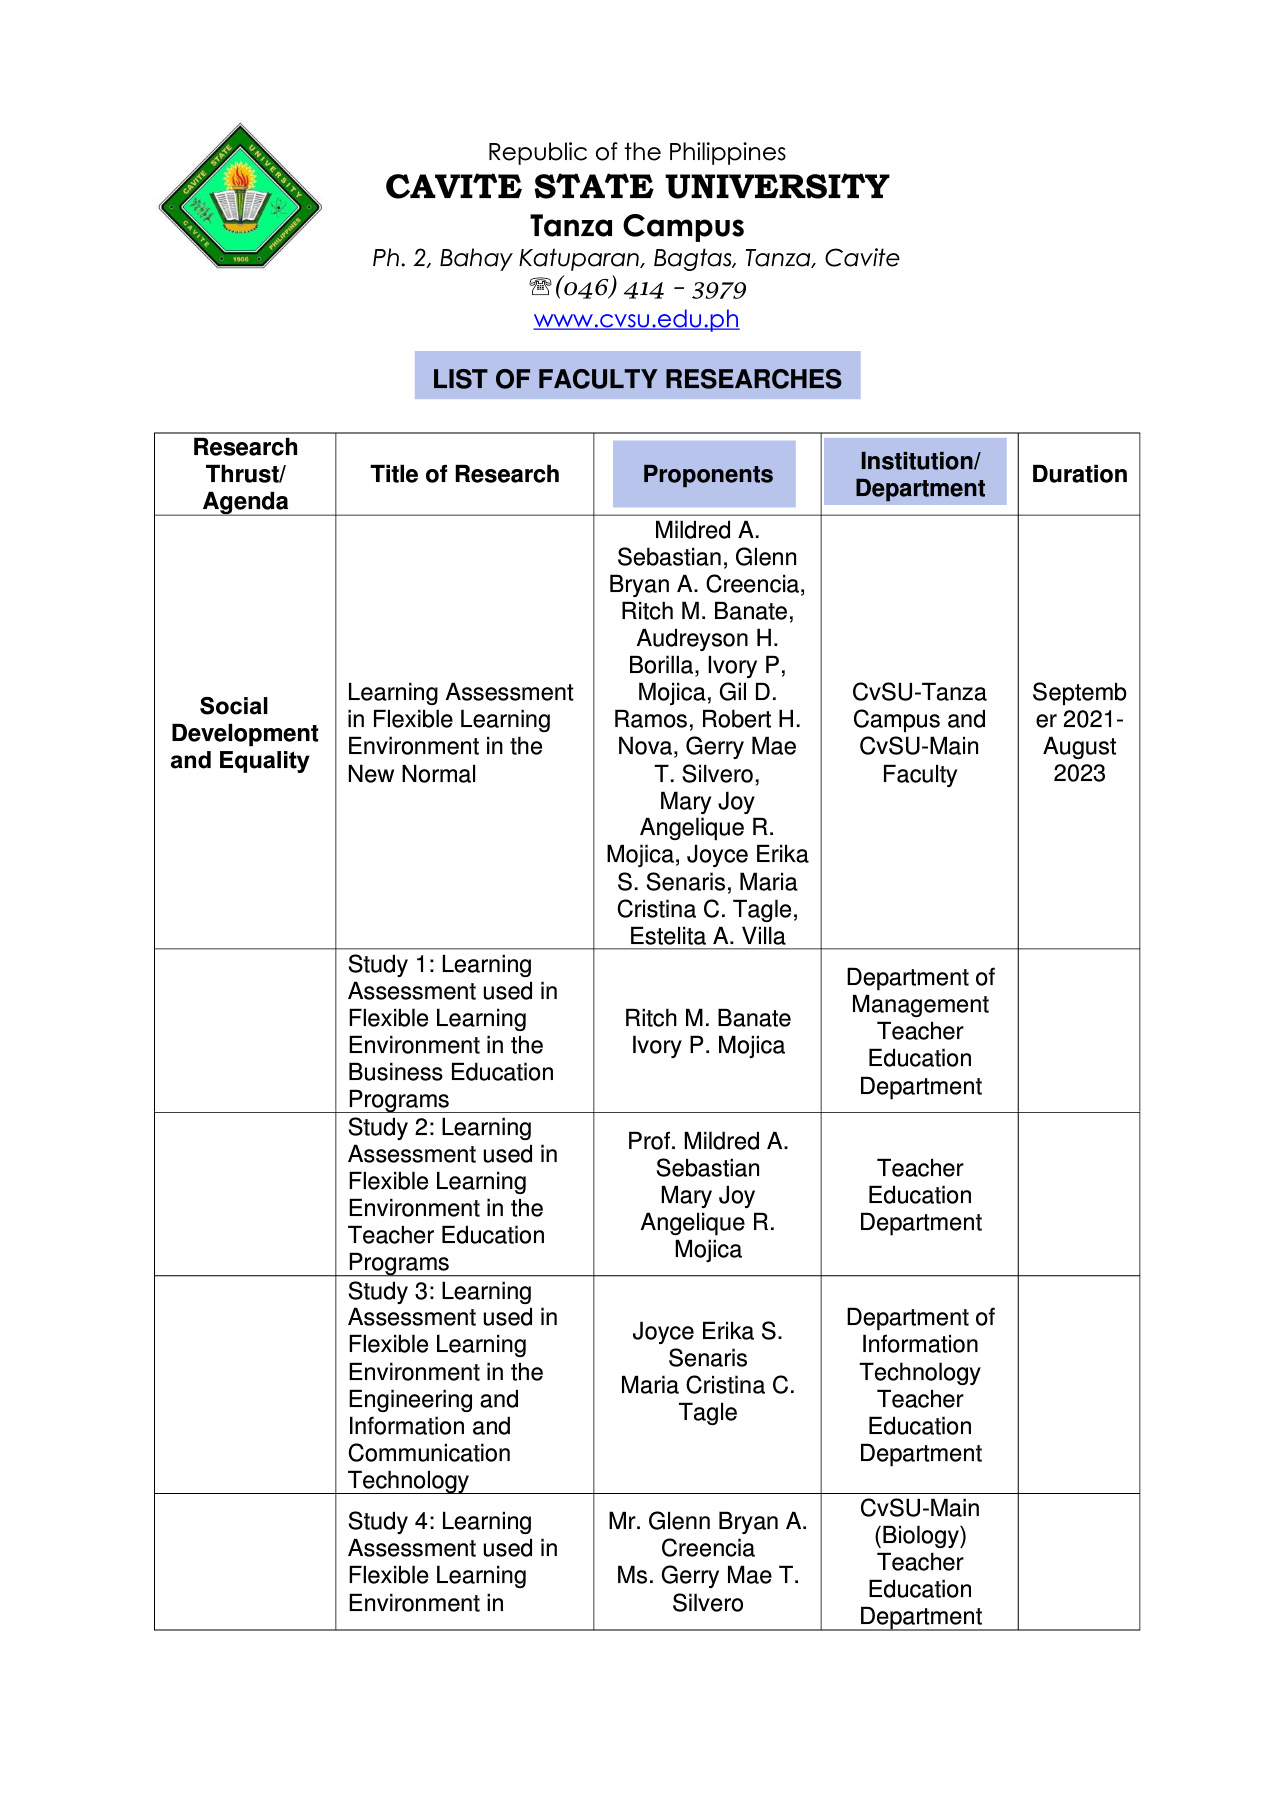 CAVITE STATE UNIVERSITY
CAVITE PHILIPPINES
1906
Republic of the Philippines
CAVITE STATE UNIVERSITY
Tanza Campus
Ph. 2, Bahay Katuparan, Bagtas, Tanza, Cavite
☏(046) 414 – 3979
www.cvsu.edu.ph
LIST OF FACULTY RESEARCHES
Research
Thrust/
Agenda
Title of Research
Proponents
Institution/
Department
Duration
Social
Development
and Equality
Learning Assessment
in Flexible Learning
Environment in the
New Normal
Mildred A.
Sebastian, Glenn
Bryan A. Creencia,
Ritch M. Banate,
Audreyson H.
Borilla, Ivory P,
Mojica, Gil D.
Ramos, Robert H.
Nova, Gerry Mae
T. Silvero,
Mary Joy
Angelique R.
Mojica, Joyce Erika
S. Senaris, Maria
Cristina C. Tagle,
Estelita A. Villa
CvSU-Tanza
Campus and
CvSU-Main
Faculty
Septemb
er 2021-
August
2023
Study 1: Learning
Assessment used in
Flexible Learning
Environment in the
Business Education
Programs
Ritch M. Banate
Ivory P. Mojica
Department of
Management
Teacher
Education
Department
Study 2: Learning
Assessment used in
Flexible Learning
Environment in the
Teacher Education
Programs
Prof. Mildred A.
Sebastian
Mary Joy
Angelique R.
Mojica
Teacher
Education
Department
Study 3: Learning
Assessment used in
Flexible Learning
Environment in the
Engineering and
Information and
Communication
Technology
Joyce Erika S.
Senaris
Maria Cristina C.
Tagle
Department of
Information
Technology
Teacher
Education
Department
Study 4: Learning
Assessment used in
Flexible Learning
Environment in
Mr. Glenn Bryan A.
Creencia
Ms. Gerry Mae T.
Silvero
CvSU-Main
(Biology)
Teacher
Education
Department